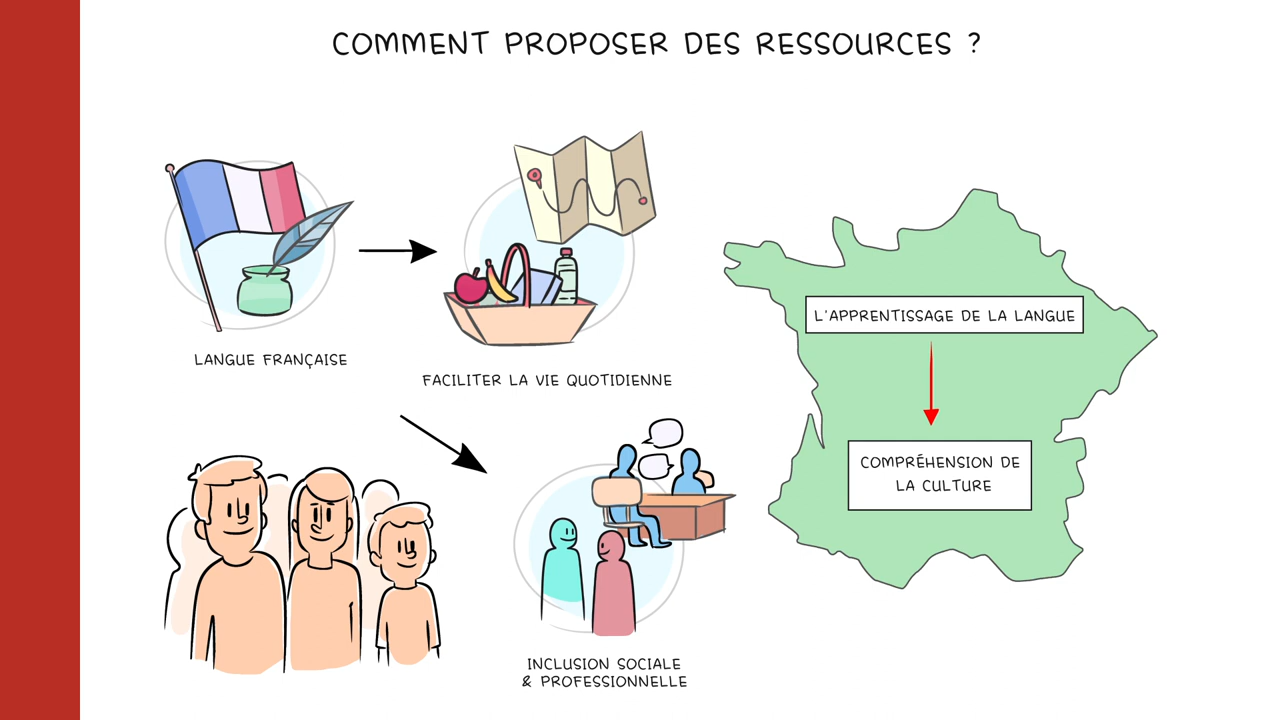 COMMENT PROPOSER DES RESSOURCES ?
LANGUE FRANÇAISE
FACILITER LA VIE QUOTIDIENNE
INCLUSION SOCIALE
& PROFESSIONNELLE
L'APPRENTISSAGE DE LA LANGUE
COMPRÉHENSION DE
LA CULTURE